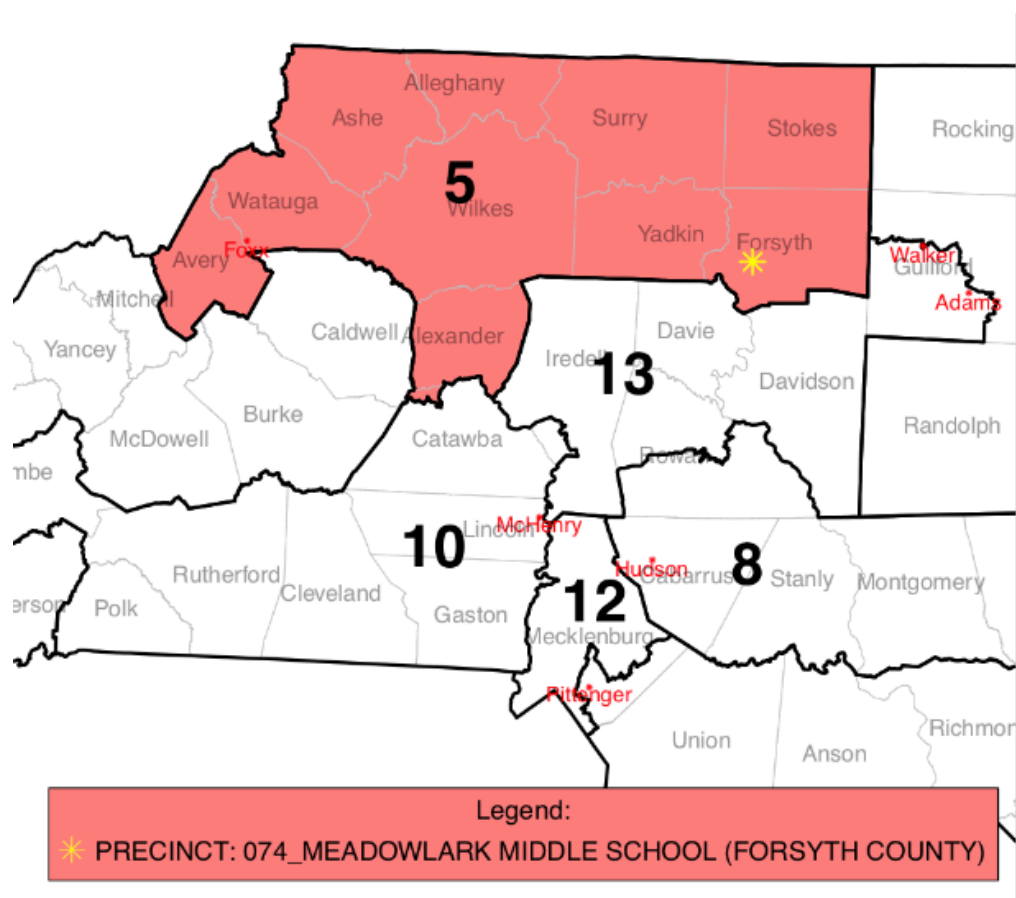 Alleghany
Ashe
Surry
Stokes
Rocking
5
Watauga
Wilkes
Yadkin
Forsyth
Foxx
Avery
Walker
Guilford
Adams
Mitchell
Caldwell
Alexander
Davie
Yancey
Iredell
13
Davidson
Burke
McDowell
Catawba
Randolph
Rowan
mbe
McHenry
Lincoln
10
Hudson
8
Cabarrus
Stanly
Montgomery
Rutherford
Cleveland
12
erson
Polk
Gaston
Mecklenburg
Pittenger
Union
Anson
Richmon
Legend:
PRECINCT: 074_MEADOWLARK MIDDLE SCHOOL (FORSYTH COUNTY)